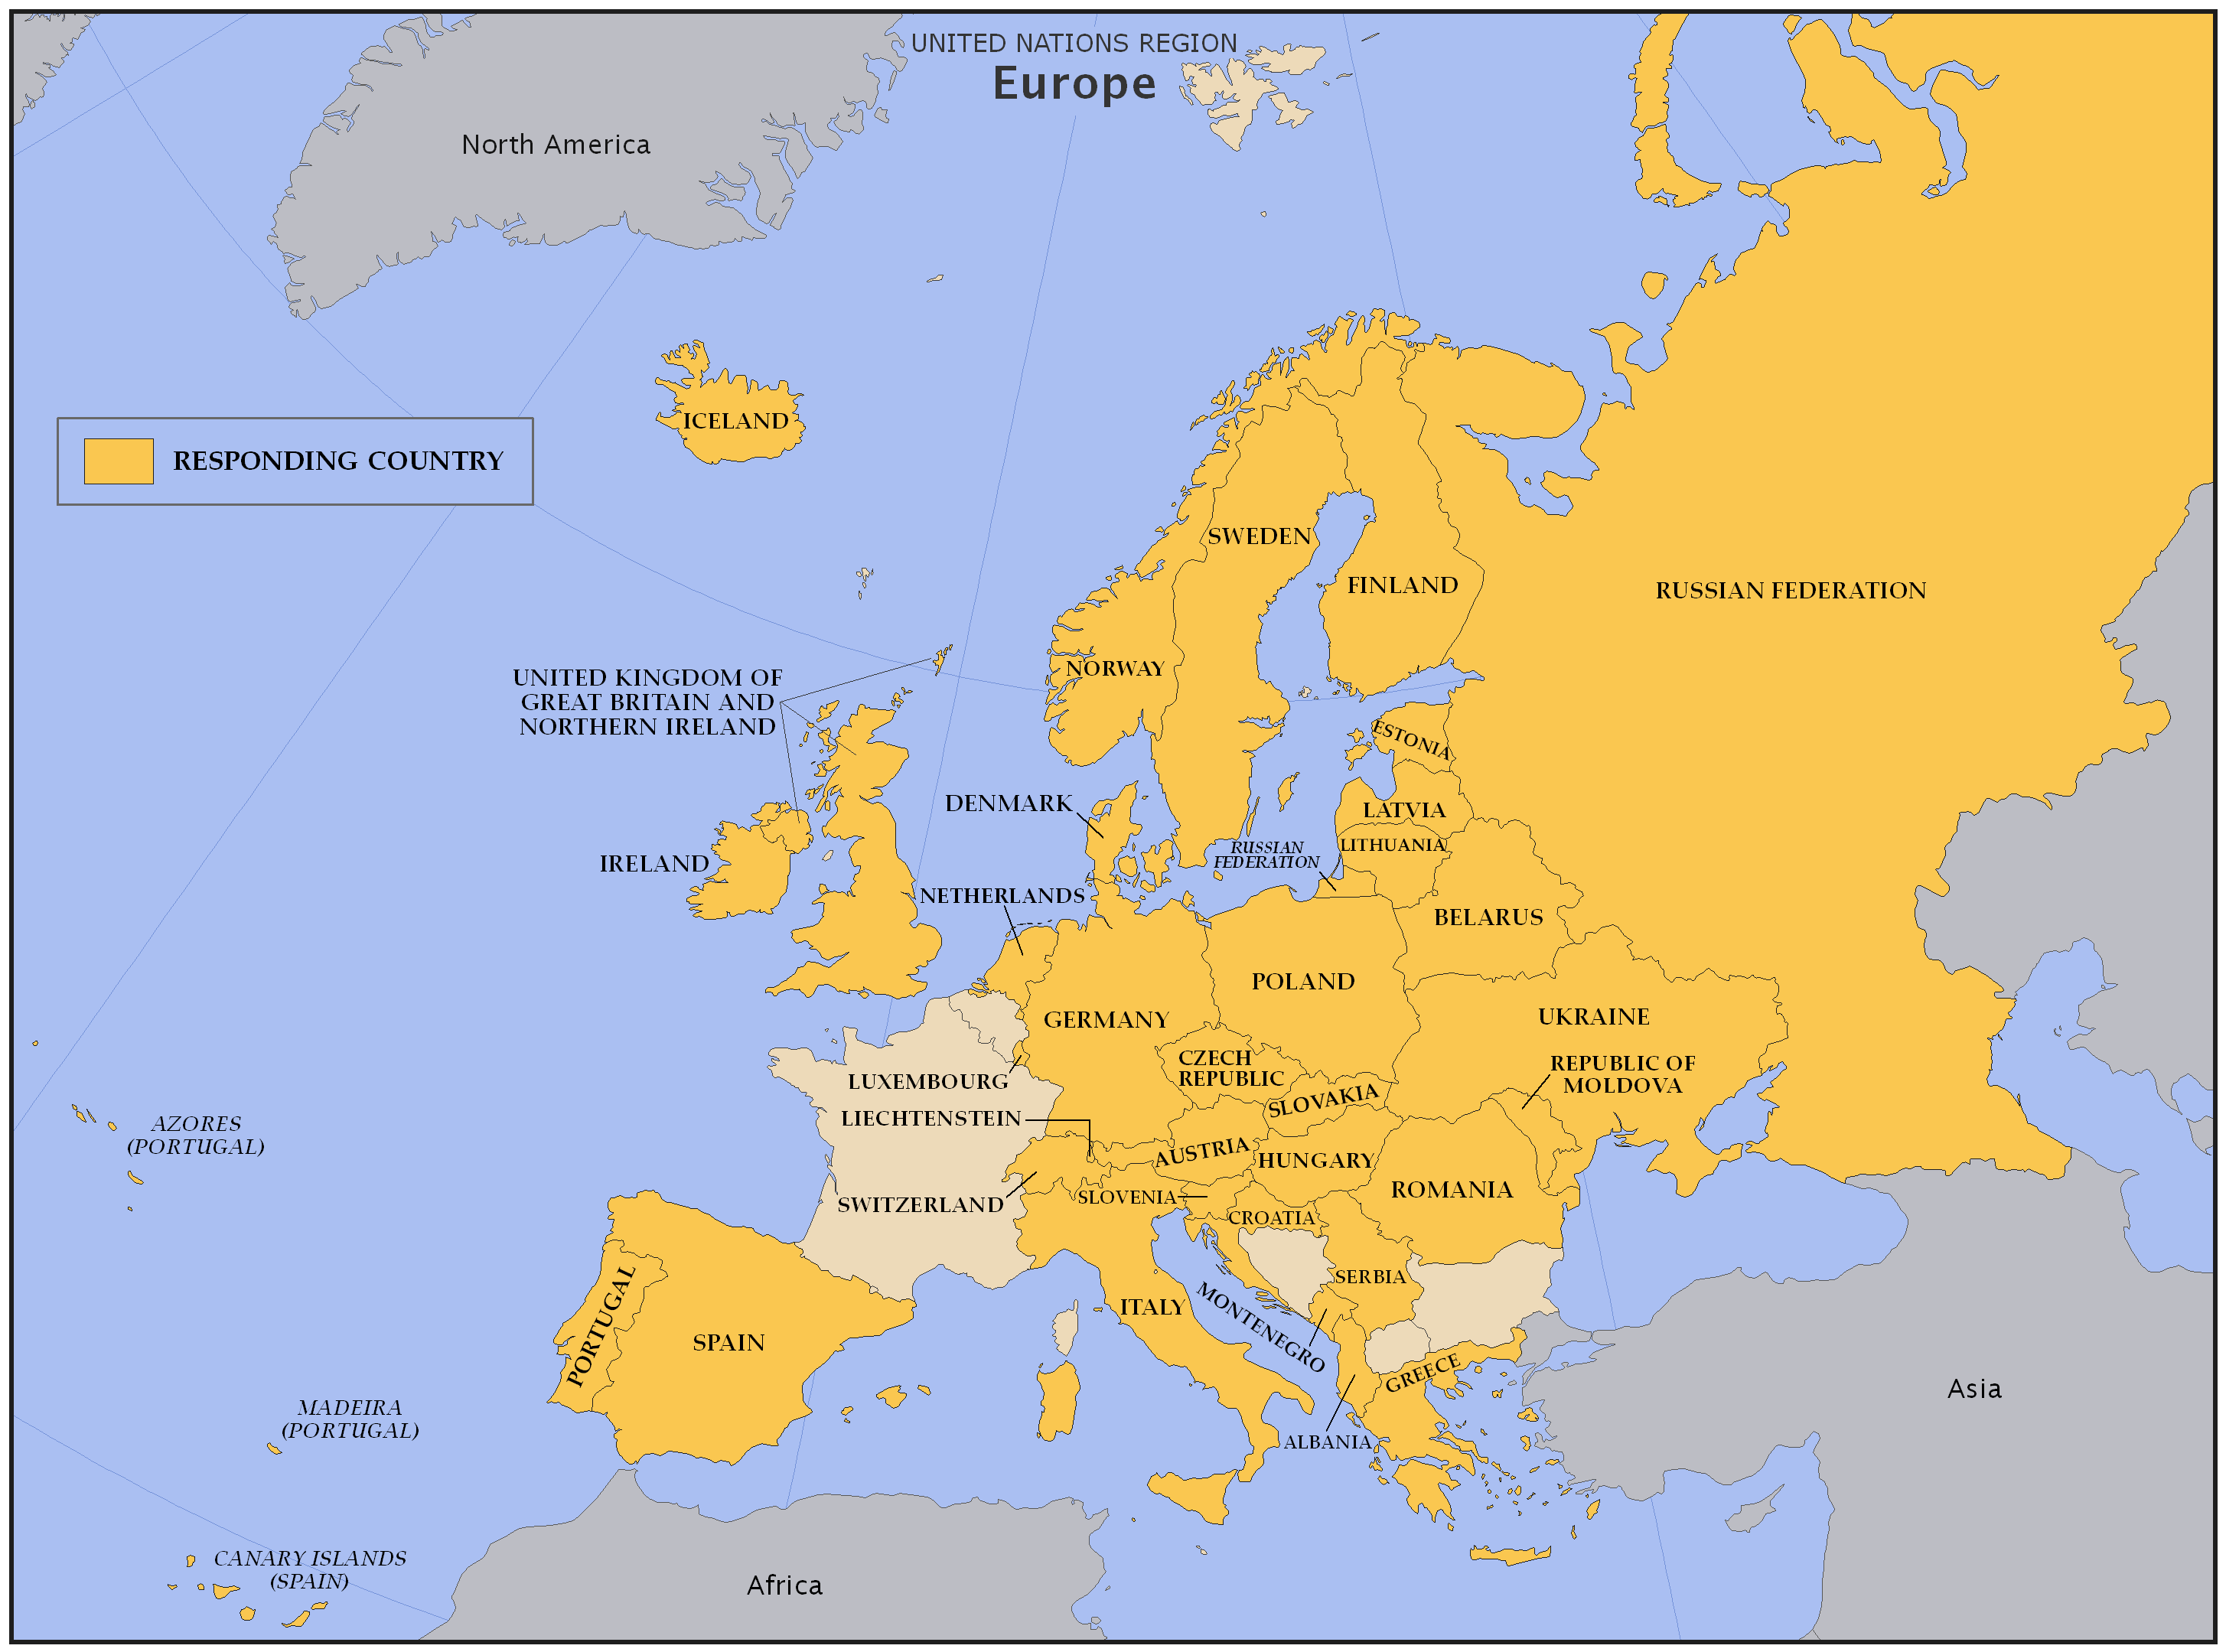 UNITED NATIONS REGION
Europe
North America
ICELAND
RESPONDING COUNTRY
SWEDEN
FINLAND
RUSSIAN FEDERATION
NORWAY
UNITED KINGDOM OF
GREAT BRITAIN AND
NORTHERN IRELAND
ESTONIA
DENMARK
LATVIA
LITHUANIA
RUSSIAN
FEDERATION
IRELAND
NETHERLANDS
BELARUS
POLAND
GERMANY
UKRAINE
CZECH
REPUBLIC
REPUBLIC OF
MOLDOVA
LUXEMBOURG
SLOVAKIA
LIECHTENSTEIN
AZORES
(PORTUGAL)
AUSTRIA
HUNGARY
ROMANIA
SLOVENIA
SWITZERLAND
CROATIA
SERBIA
ITALY
MONTENEGRO
PORTUGAL
SPAIN
GREECE
Asia
MADEIRA
(PORTUGAL)
ALBANIA
CANARY ISLANDS
(SPAIN)
Africa